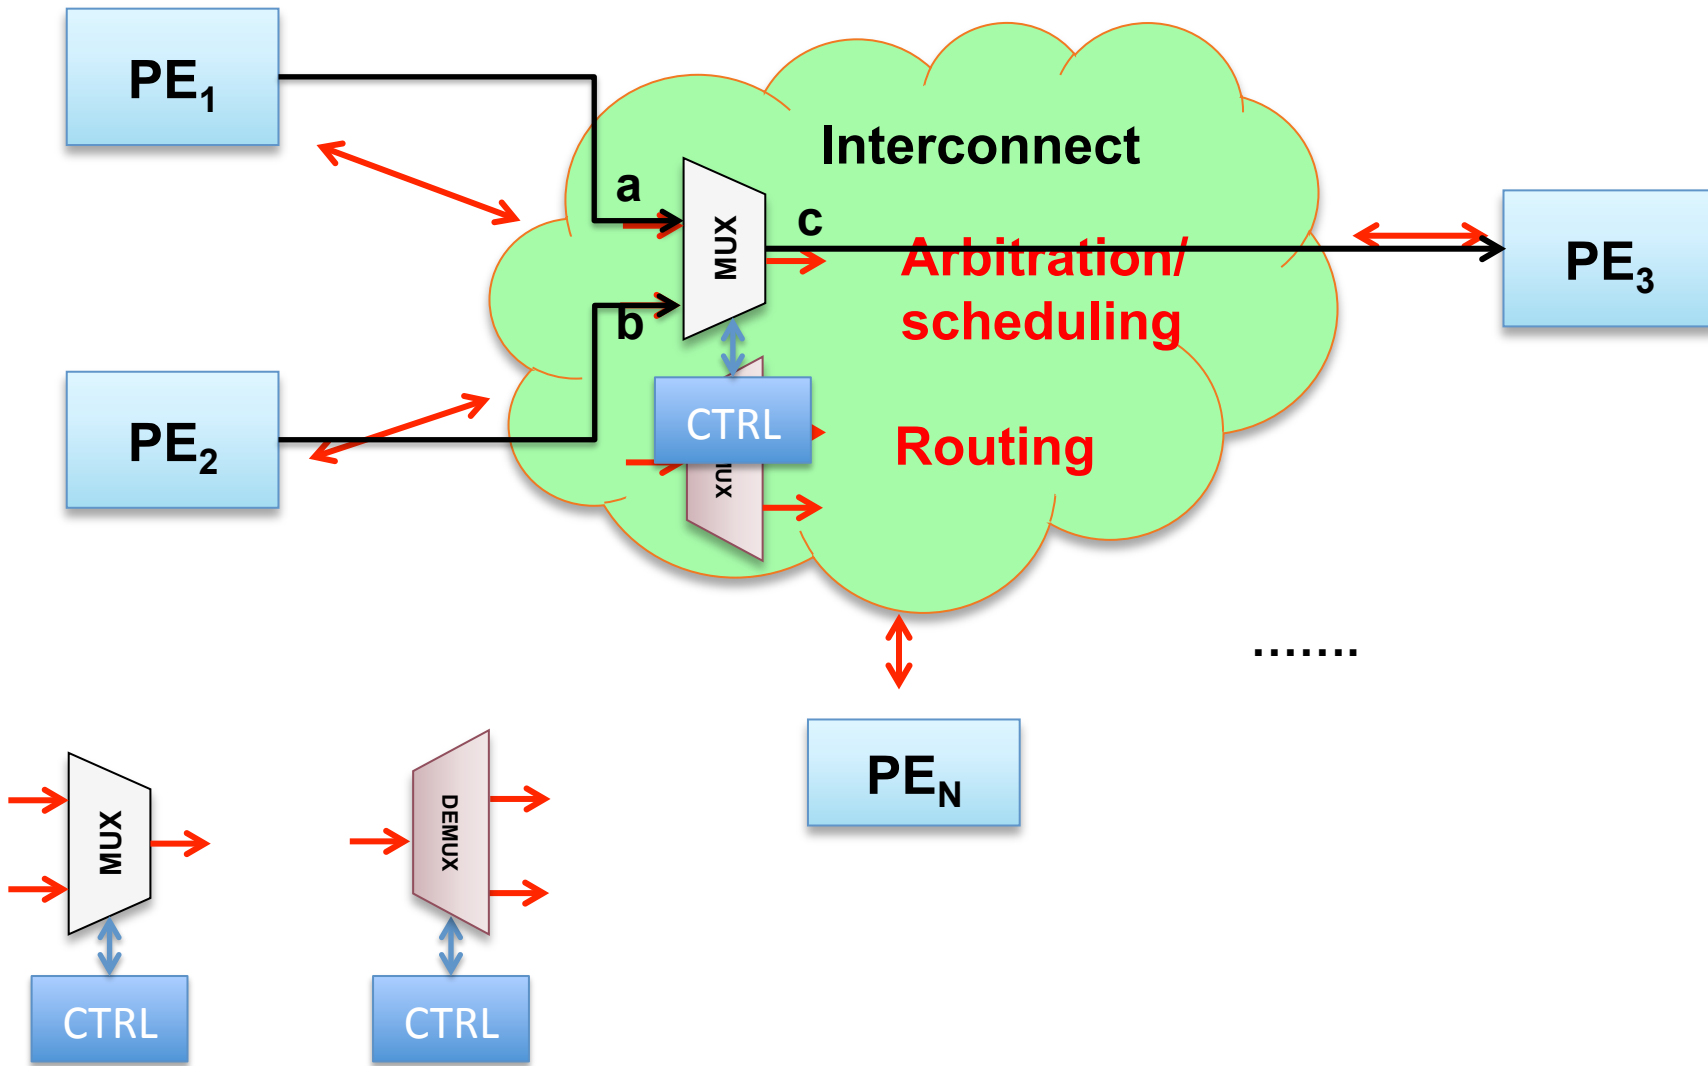 PE1
Interconnect
a
MUX
c
Arbitration/
scheduling
PE3
b
CTRL
PE2
Routing
.......
PEN
MUX
DEMUX
CTRL
CTRL